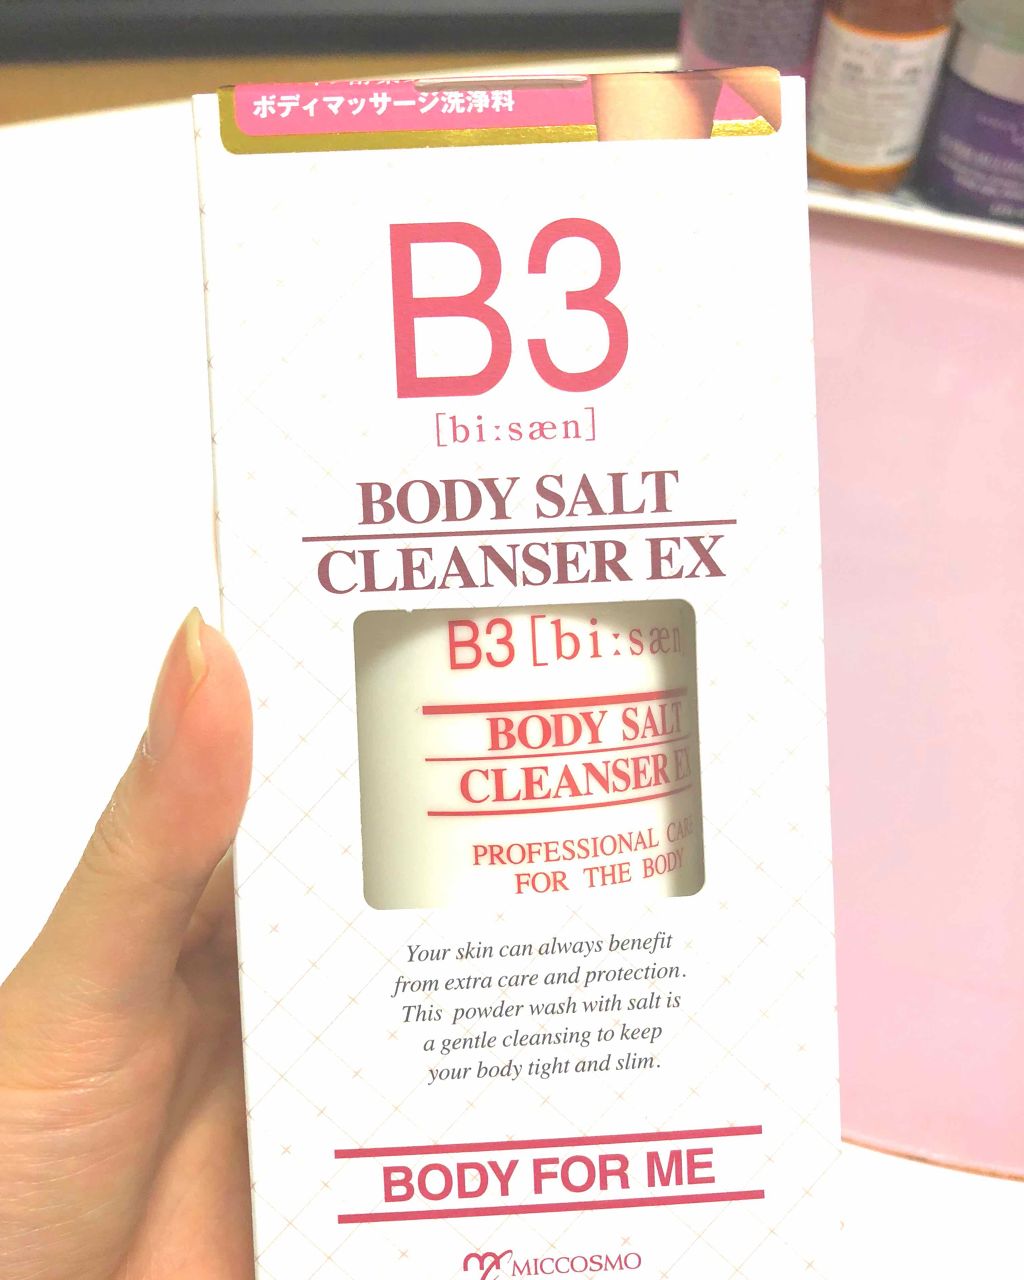 ボディマッサージ洗浄料
B3
[bi:sæn]
BODY SALT
CLEANSER EX
B3 [bi:sæn
BODY SALT
CLEANSER EX
PROFESSIONAL CARE
FOR THE BODY
Your skin can always benefit
from extra care and protection.
This powder wash with salt is
a gentle cleansing to keep
your body tight and slim.
BODY FOR ME
MICCOSMO